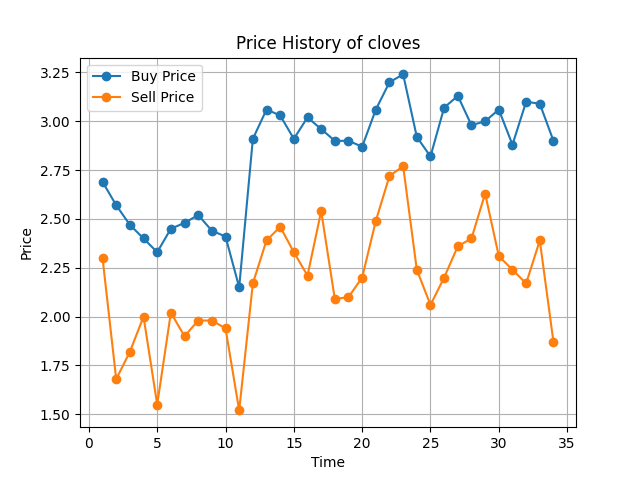 Price History of cloves
Buy Price
Sell Price
3.25
3.00
2.75
2.50
2.25
2.00
1.75
1.50
Price
0 5 10 15 20 25 30 35
Time